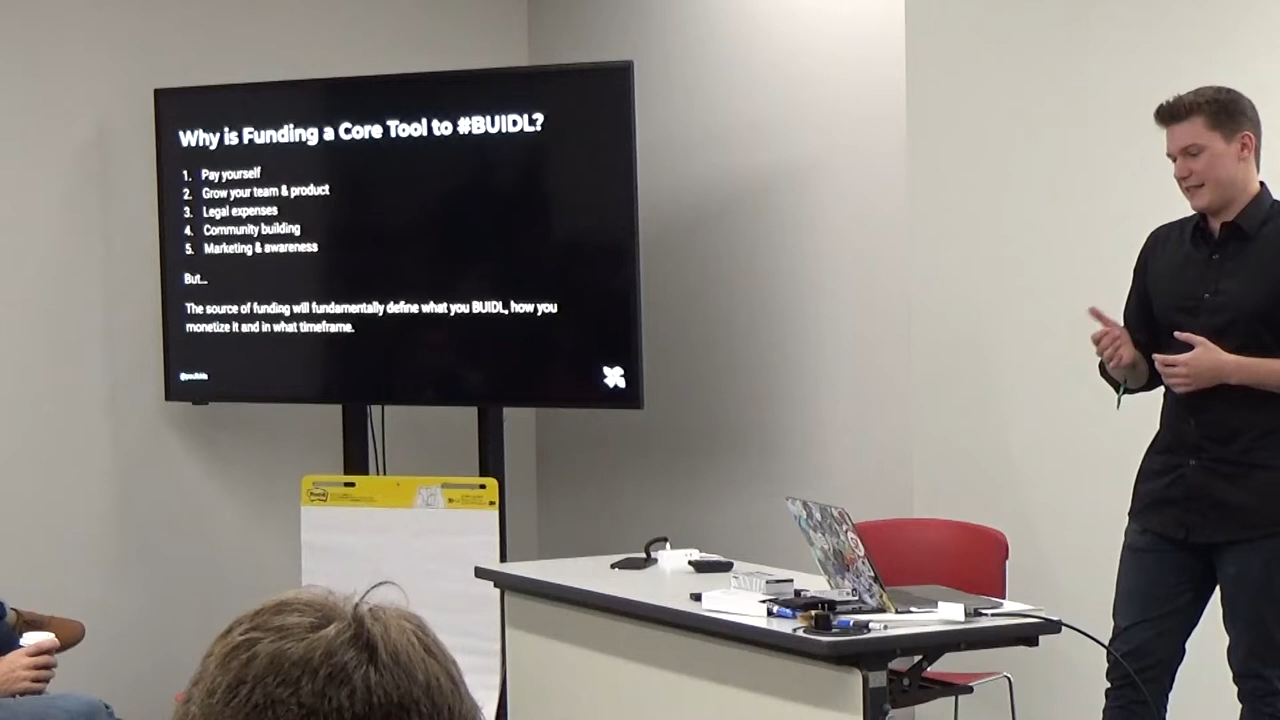 Why is Funding a Core Tool to #BUIDL?
1. Pay yourself
2. Grow your team & product
3. Legal expenses
4. Community building
5. Marketing & awareness
But...
The source of funding will fundamentally define what you BUIDL, how you
monetize it and in what timeframe.
Post-it